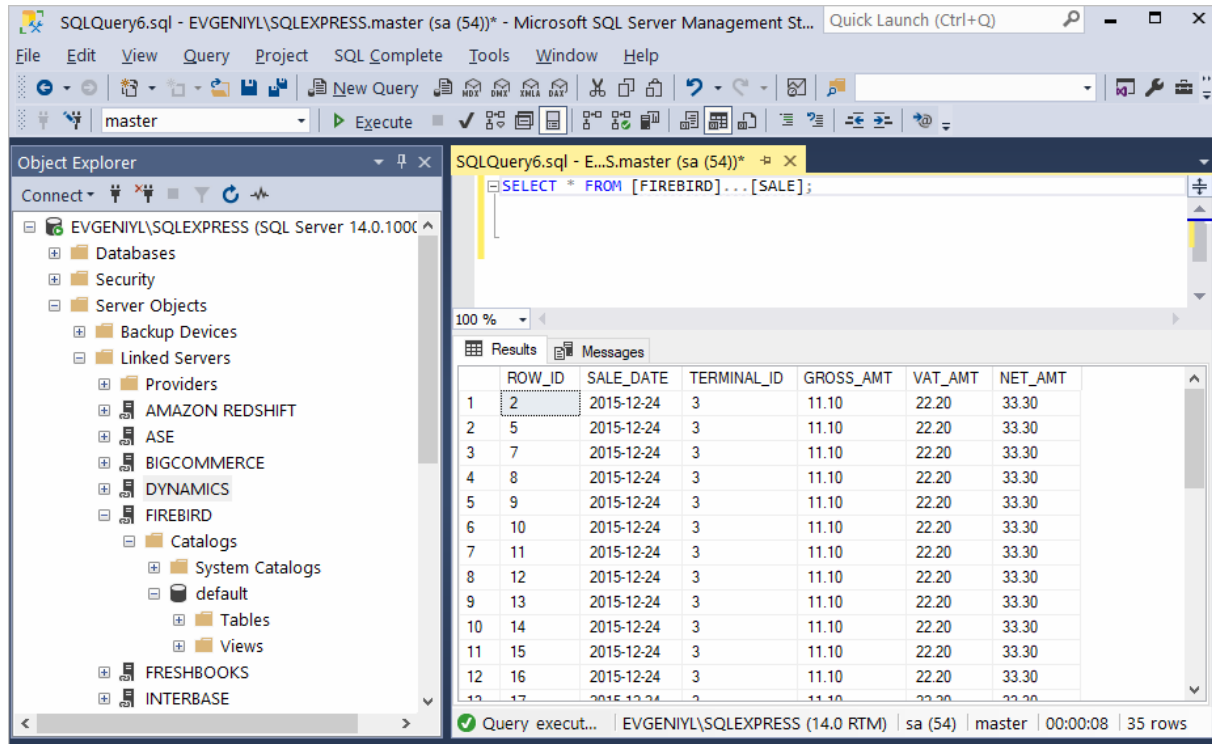 SQLQuery6.sql - EVGENIYL\SQLEXPRESS.master (sa (54))* - Microsoft SQL Server Management St...
Quick Launch (Ctrl+Q)
File Edit View Query Project SQL Complete Tools Window Help
New Query MDX DMX XMLA DAX
master Execute
Object Explorer
Connect
EVGENIYL\SQLEXPRESS (SQL Server 14.0.100
Databases
Security
Server Objects
Backup Devices
Linked Servers
Providers
AMAZON REDSHIFT
ASE
BIGCOMMERCE
DYNAMICS
FIREBIRD
Catalogs
System Catalogs
default
Tables
Views
FRESHBOOKS
INTERBASE
SQLQuery6.sql - E...S.master (sa (54))*
SELECT * FROM [FIREBIRD]...[SALE];
100 %
Results Messages
ROW_ID SALE_DATE TERMINAL_ID GROSS_AMT VAT_AMT NET_AMT
1 2 2015-12-24 3 11.10 22.20 33.30
2 5 2015-12-24 3 11.10 22.20 33.30
3 7 2015-12-24 3 11.10 22.20 33.30
4 8 2015-12-24 3 11.10 22.20 33.30
5 9 2015-12-24 3 11.10 22.20 33.30
6 10 2015-12-24 3 11.10 22.20 33.30
7 11 2015-12-24 3 11.10 22.20 33.30
8 12 2015-12-24 3 11.10 22.20 33.30
9 13 2015-12-24 3 11.10 22.20 33.30
10 14 2015-12-24 3 11.10 22.20 33.30
11 15 2015-12-24 3 11.10 22.20 33.30
12 16 2015-12-24 3 11.10 22.20 33.30
Query execut... EVGENIYL\SQLEXPRESS (14.0 RTM) sa (54) master 00:00:08 35 rows